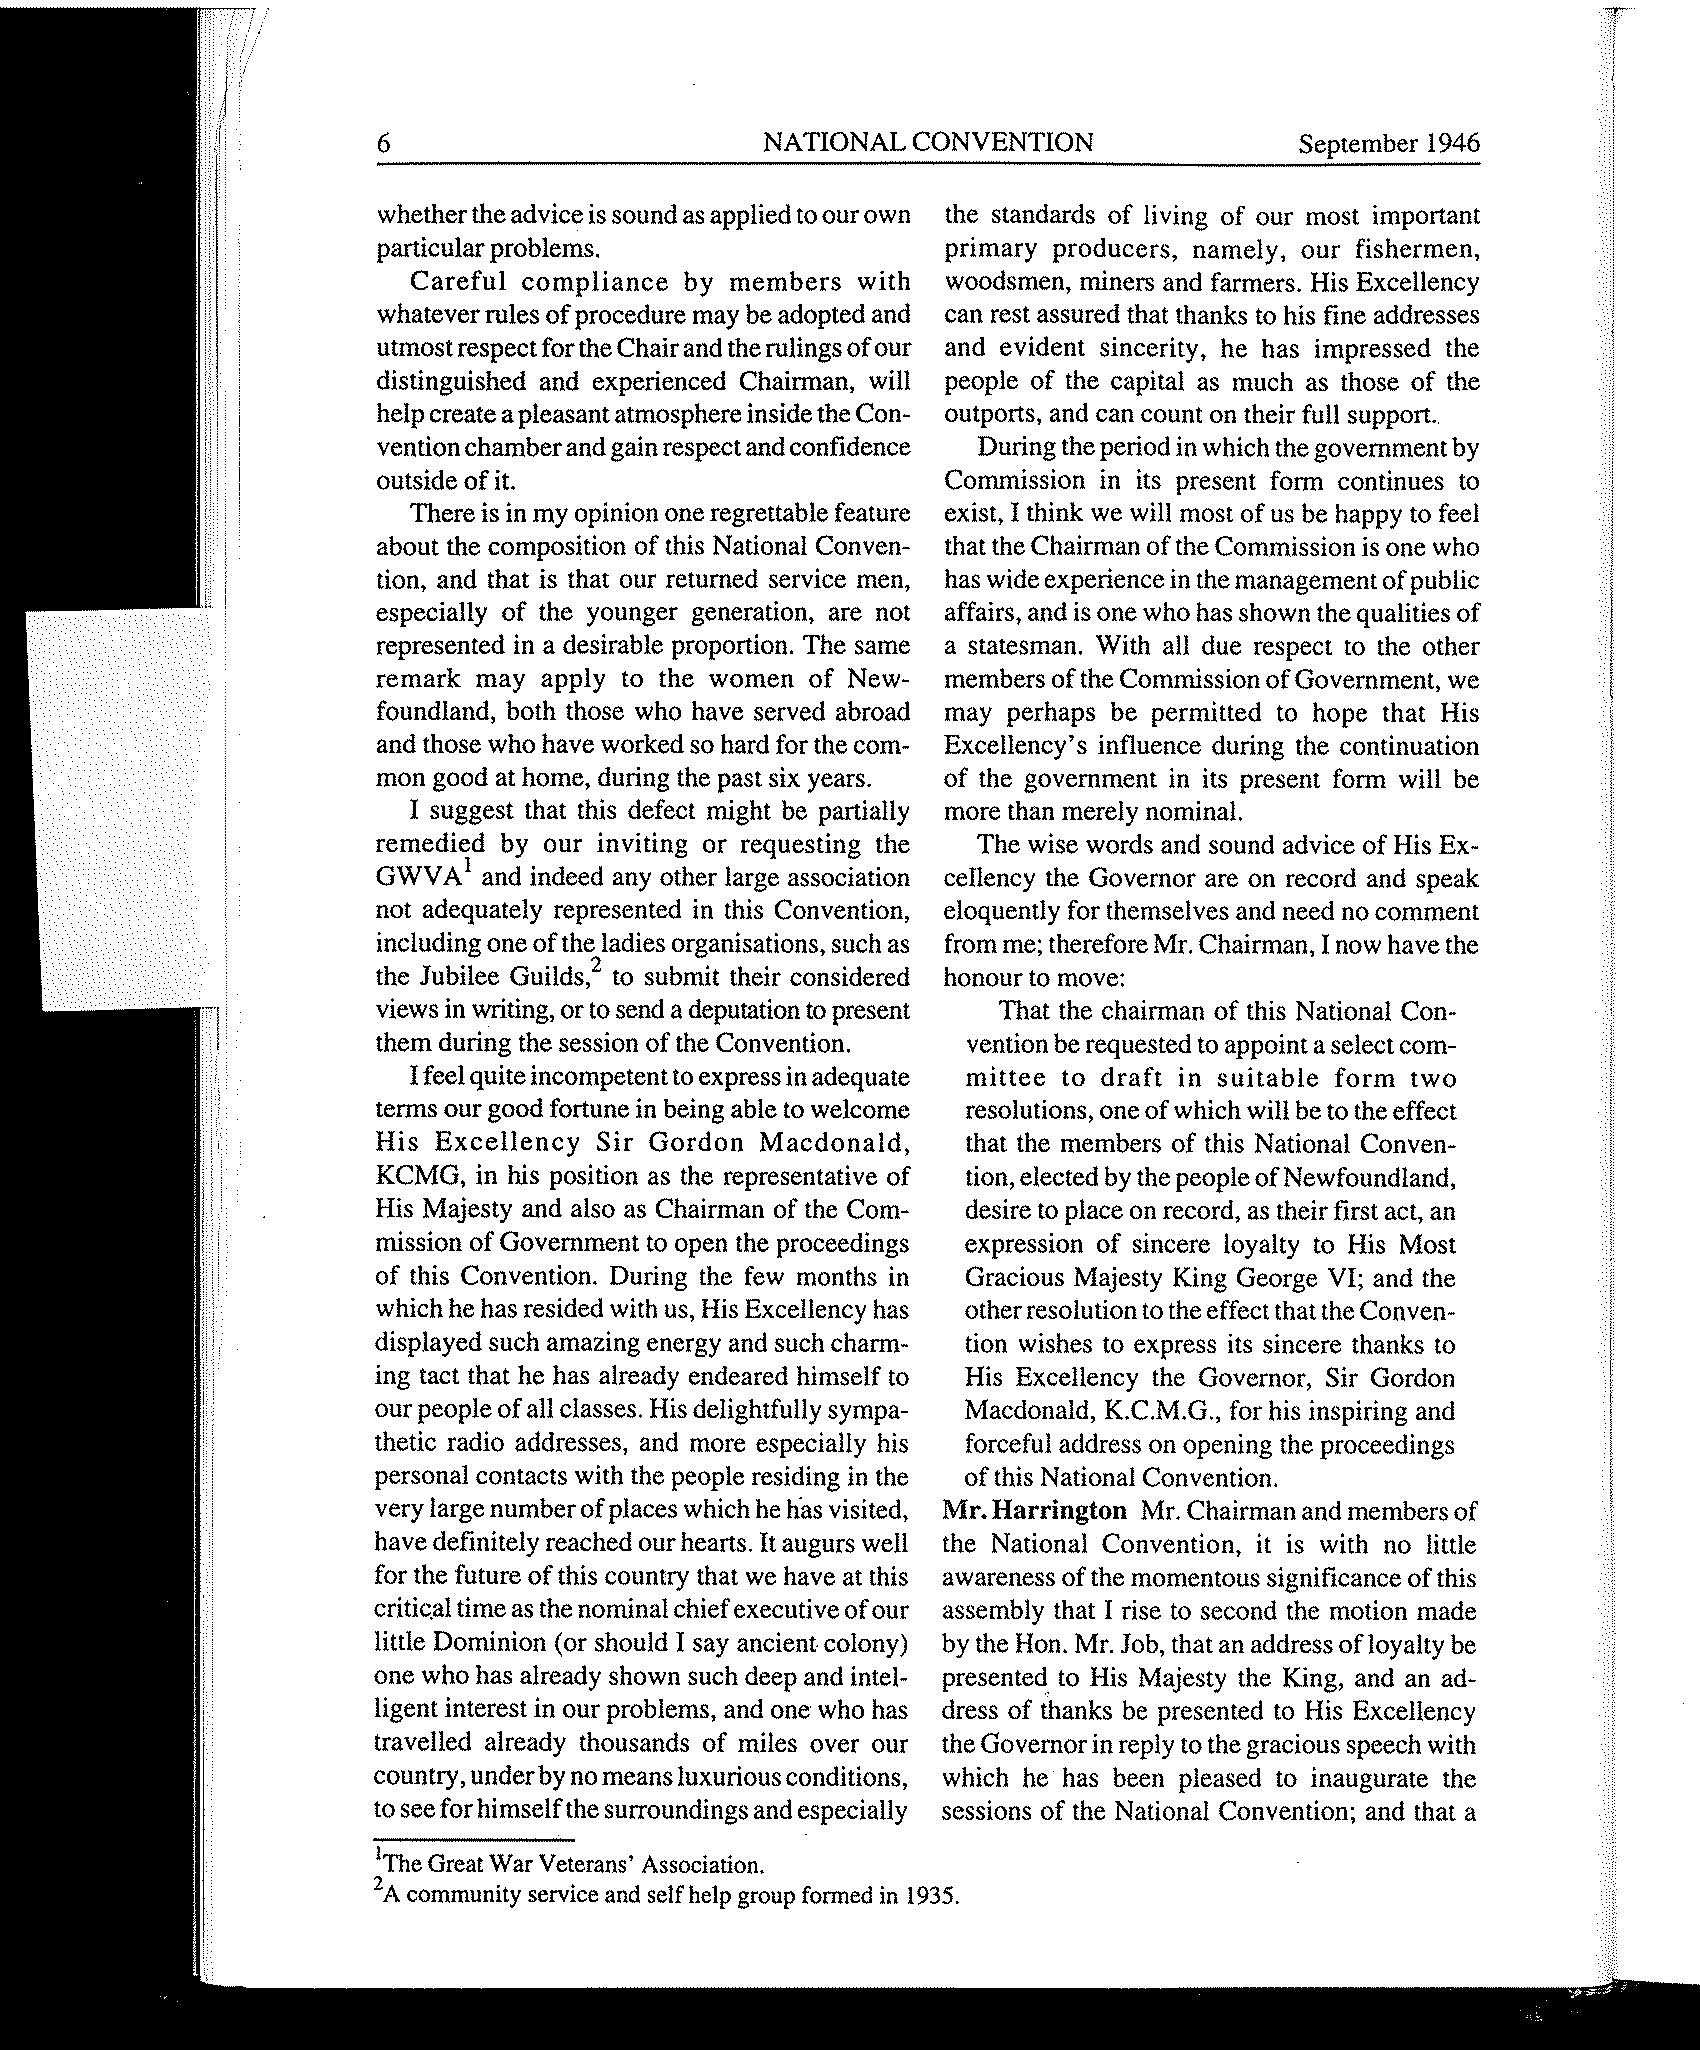 6 NATIONAL CONVENTION September 1946
whether the advice is sound as applied to our own
particular problems.
Careful compliance by members with
whatever rules of procedure may be adopted and
utmost respect for the Chair and the rulings of our
distinguished and experienced Chairman, will
help create a pleasant atmosphere inside the Con-
vention chamber and gain respect and confidence
outside of it.
There is in my opinion one regrettable feature
about the composition of this National Conven-
tion, and that is that our returned service men,
especially of the younger generation, are not
represented in a desirable proportion. The same
remark may apply to the women of New-
foundland, both those who have served abroad
and those who have worked so hard for the com-
mon good at home, during the past six years.
I suggest that this defect might be partially
remedied by our inviting or requesting the
GWVA¹ and indeed any other large association
not adequately represented in this Convention,
including one of the ladies organisations, such as
the Jubilee Guilds,² to submit their considered
views in writing, or to send a deputation to present
them during the session of the Convention.
I feel quite incompetent to express in adequate
terms our good fortune in being able to welcome
His Excellency Sir Gordon Macdonald,
KCMG, in his position as the representative of
His Majesty and also as Chairman of the Com-
mission of Government to open the proceedings
of this Convention. During the few months in
which he has resided with us, His Excellency has
displayed such amazing energy and such charm-
ing tact that he has already endeared himself to
our people of all classes. His delightfully sympa-
thetic radio addresses, and more especially his
personal contacts with the people residing in the
very large number of places which he has visited,
have definitely reached our hearts. It augurs well
for the future of this country that we have at this
critical time as the nominal chief executive of our
little Dominion (or should I say ancient colony)
one who has already shown such deep and intel-
ligent interest in our problems, and one who has
travelled already thousands of miles over our
country, under by no means luxurious conditions,
to see for himself the surroundings and especially
the standards of living of our most important
primary producers, namely, our fishermen,
woodsmen, miners and farmers. His Excellency
can rest assured that thanks to his fine addresses
and evident sincerity, he has impressed the
people of the capital as much as those of the
outports, and can count on their full support.
During the period in which the government by
Commission in its present form continues to
exist, I think we will most of us be happy to feel
that the Chairman of the Commission is one who
has wide experience in the management of public
affairs, and is one who has shown the qualities of
a statesman. With all due respect to the other
members of the Commission of Government, we
may perhaps be permitted to hope that His
Excellency's influence during the continuation
of the government in its present form will be
more than merely nominal.
The wise words and sound advice of His Ex-
cellency the Governor are on record and speak
eloquently for themselves and need no comment
from me; therefore Mr. Chairman, I now have the
honour to move:
That the chairman of this National Con-
vention be requested to appoint a select com-
mittee to draft in suitable form two
resolutions, one of which will be to the effect
that the members of this National Conven-
tion, elected by the people of Newfoundland,
desire to place on record, as their first act, an
expression of sincere loyalty to His Most
Gracious Majesty King George VI; and the
other resolution to the effect that the Conven-
tion wishes to express its sincere thanks to
His Excellency the Governor, Sir Gordon
Macdonald, K.C.M.G., for his inspiring and
forceful address on opening the proceedings
of this National Convention.
Mr. Harrington Mr. Chairman and members of
the National Convention, it is with no little
awareness of the momentous significance of this
assembly that I rise to second the motion made
by the Hon. Mr. Job, that an address of loyalty be
presented to His Majesty the King, and an ad-
dress of thanks be presented to His Excellency
the Governor in reply to the gracious speech with
which he has been pleased to inaugurate the
sessions of the National Convention; and that a
¹The Great War Veterans' Association.
²A community service and self help group formed in 1935.